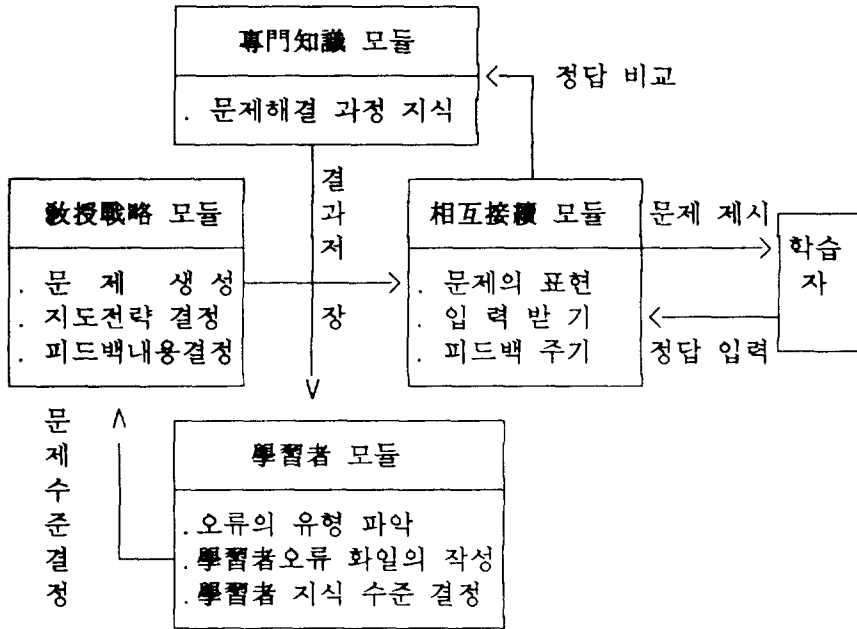 專門知識 모듈
. 문제해결 과정 지식
정답 비교
결과저장
敎授戰略 모듈
. 문 제 생 성
. 지도전략 결정
. 피드백내용결정
相互接續 모듈
. 문제의 표현
. 입 력 받 기
. 피드백 주기
문제 제시
정답 입력
학습
자
문제수준결정
學習者 모듈
. 오류의 유형 파악
. 學習者오류 화일의 작성
. 學習者 지식 수준 결정